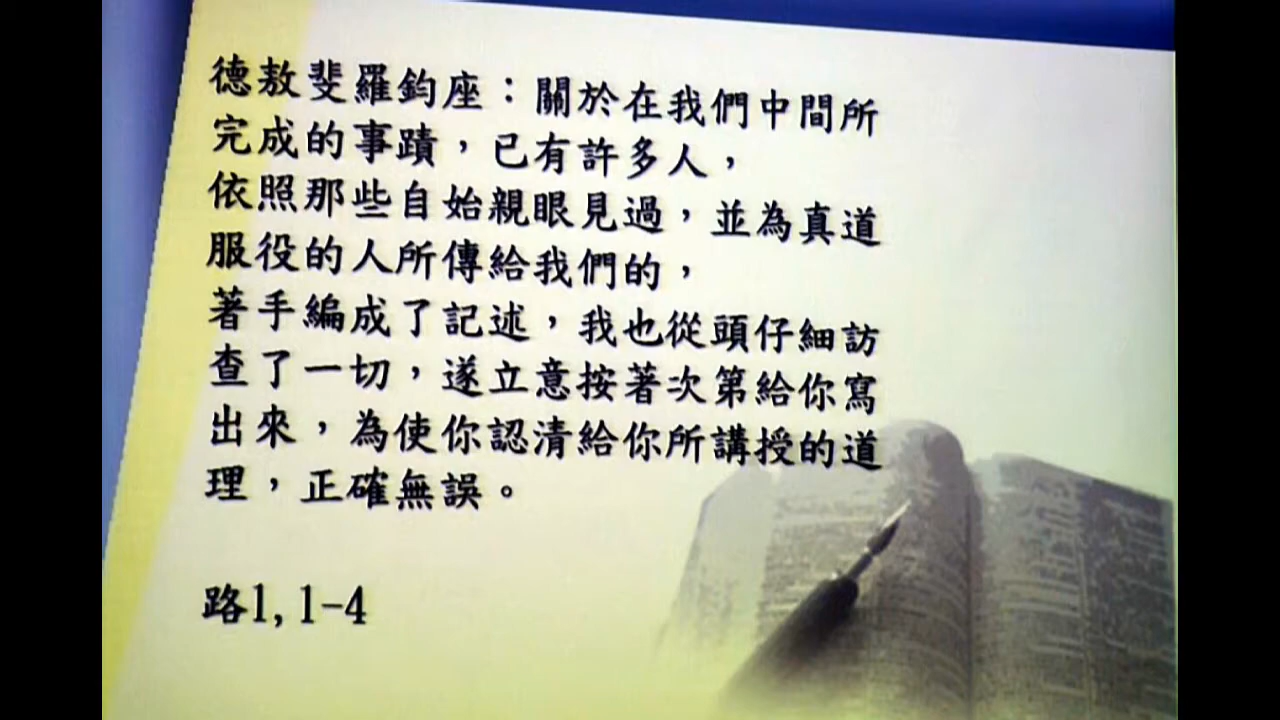 德敖斐羅鈞座：關於在我們中間所
完成的事蹟，已有許多人，
依照那些自始親眼見過，並為真道
服役的人所傳給我們的，
著手編成了記述，我也從頭仔細訪
查了一切，遂立意按著次第給你寫
出來，為使你認清給你所講授的道
理，正確無誤。
路1,1-4